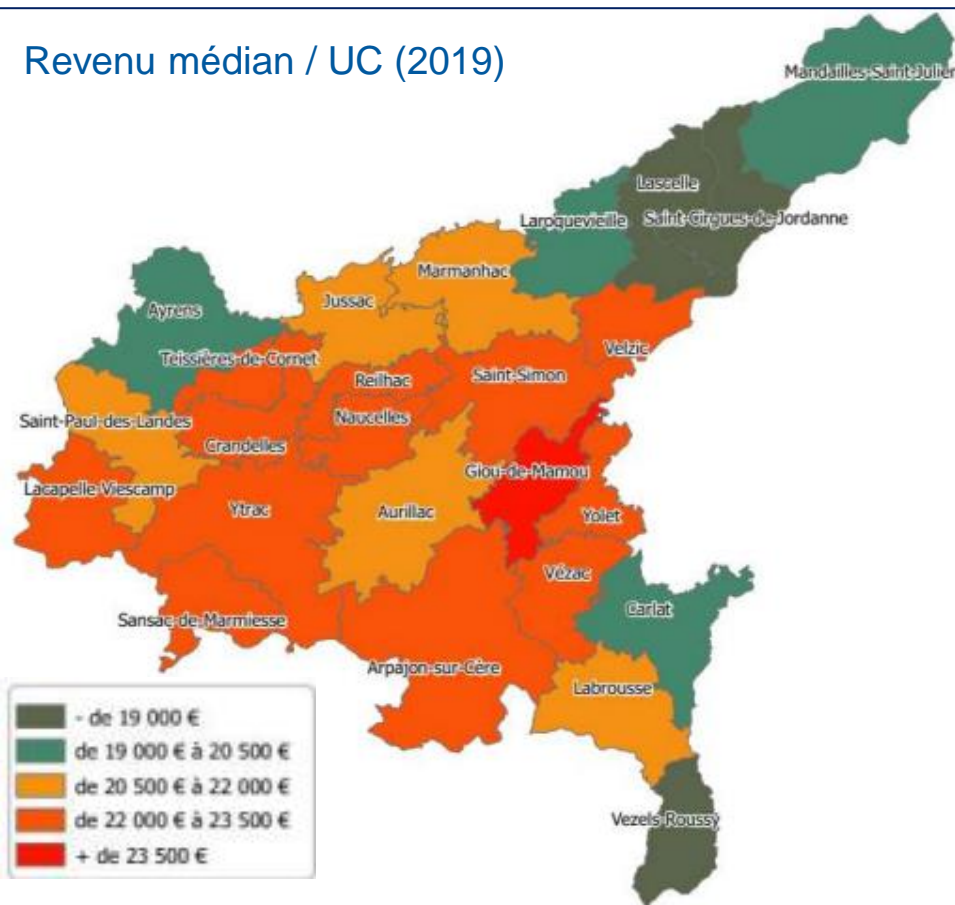 Revenu médian / UC (2019)
Mandailles-Saint-Julien
Lascelle
Laroquevieille
Saint-Cirgues-de-Jordanne
Marmanhac
Jussac
Ayrens
Teissières-de-Cornet
Velzic
Reilhac
Saint-Simon
Naucelles
Saint-Paul-des-Landes
Crandelles
Giou-de-Mamou
Lacapelle-Viescamp
Ytrac
Aurillac
Yolet
Vézac
Carlat
Sansac-de-Marmiesse
Arpajon-sur-Cère
Labrousse
Vezels-Roussy
- de 19 000 €
de 19 000 € à 20 500 €
de 20 500 € à 22 000 €
de 22 000 € à 23 500 €
+ de 23 500 €